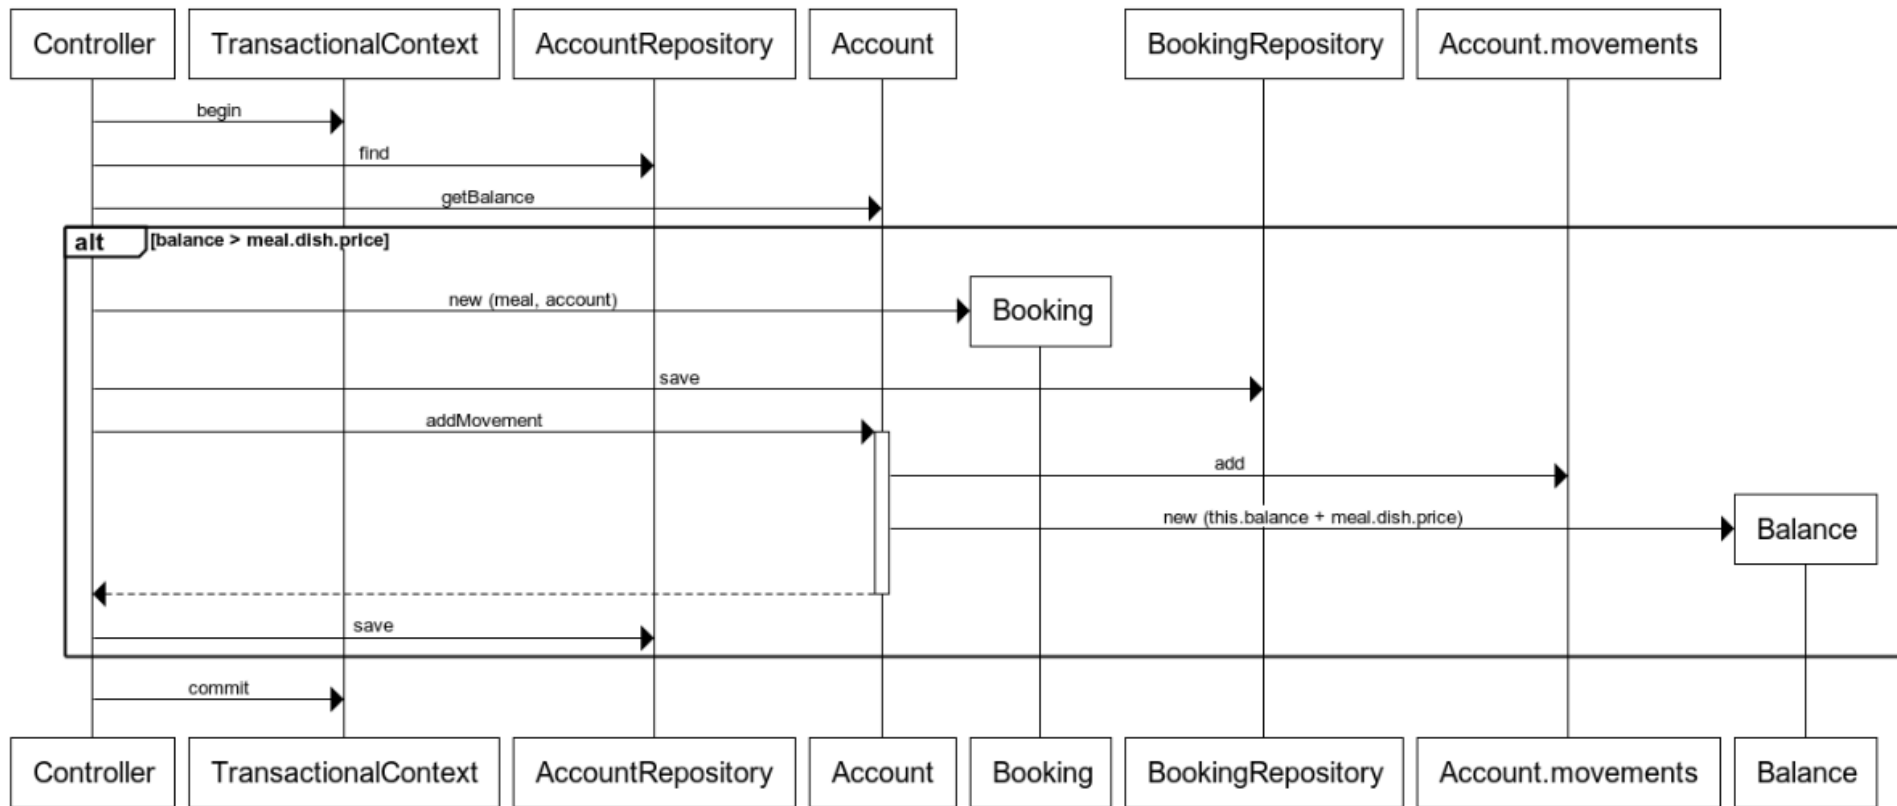 Controller
TransactionalContext
AccountRepository
Account
BookingRepository
Account.movements
begin
find
getBalance
alt
[balance > meal.dish.price]
new (meal, account)
Booking
save
addMovement
add
new (this.balance + meal.dish.price)
Balance
save
commit
Controller
TransactionalContext
AccountRepository
Account
Booking
BookingRepository
Account.movements
Balance